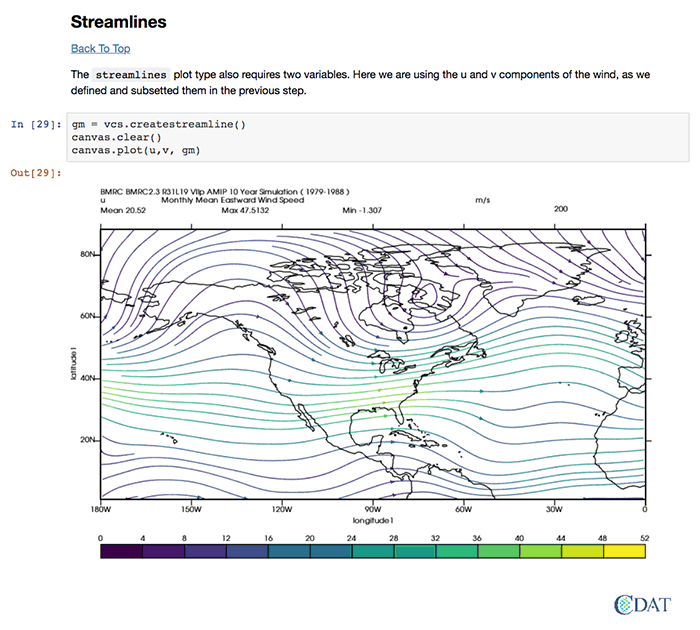 Streamlines
Back To Top
The streamlines plot type also requires two variables. Here we are using the u and v components of the wind, as we
defined and subsetted them in the previous step.
In [29]: gm = vcs.createstreamline()
canvas.clear()
canvas.plot(u,v, gm)
Out[29]:
BMRC BMRC2.3 R31L19 Vllp AMIP 10 Year Simulation ( 1979-1988 )
u Monthly Mean Eastward Wind Speed m/s
Mean 20.52 Max 47.5132 Min -1.307 200
80N
60N
latitude1
40N
20N
180W 150W 120W 90W 60W 30W 0
longitude1
0 4 8 12 16 20 24 28 32 36 40 44 48 52
CDAT